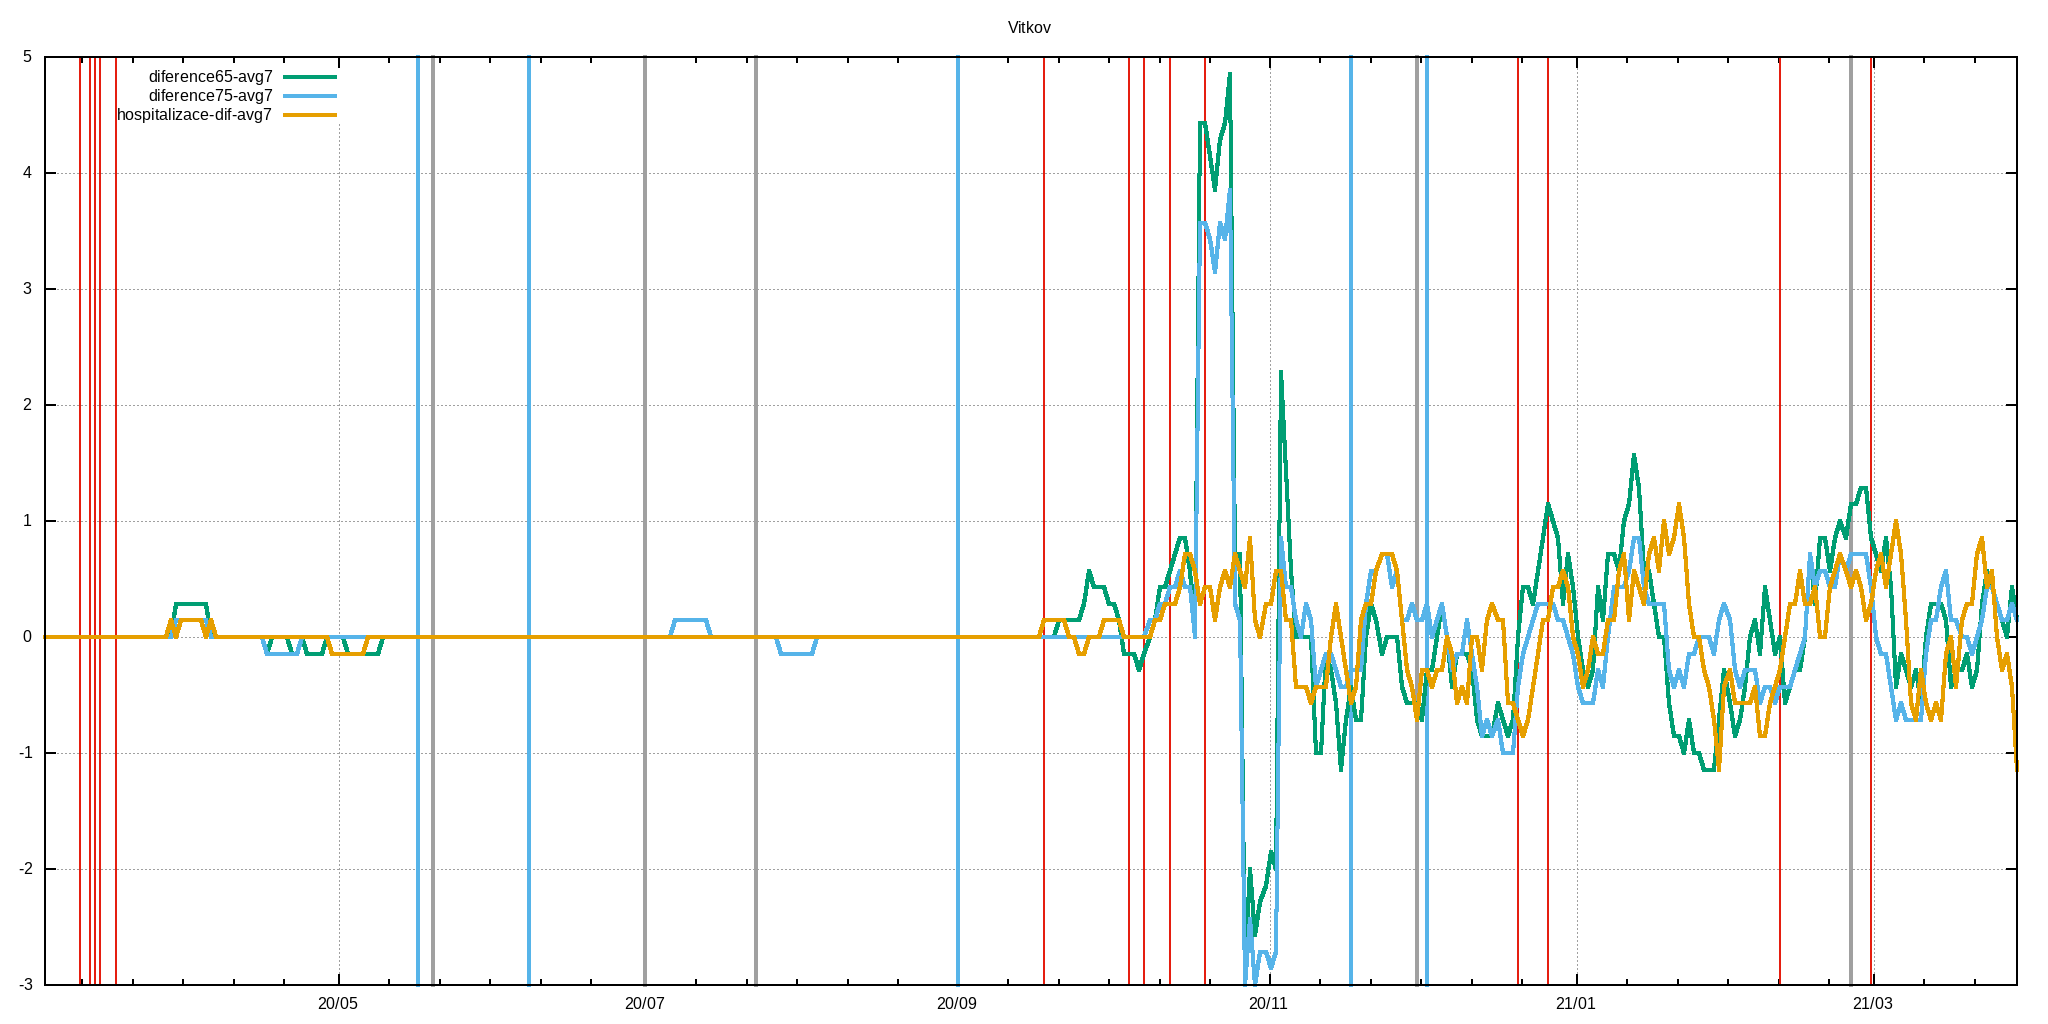 Vitkov
5
diference65-avg7
diference75-avg7
hospitalizace-dif-avg7
4
3
2
1
0
-1
-2
-3
20/05 20/07 20/09 20/11 21/01 21/03